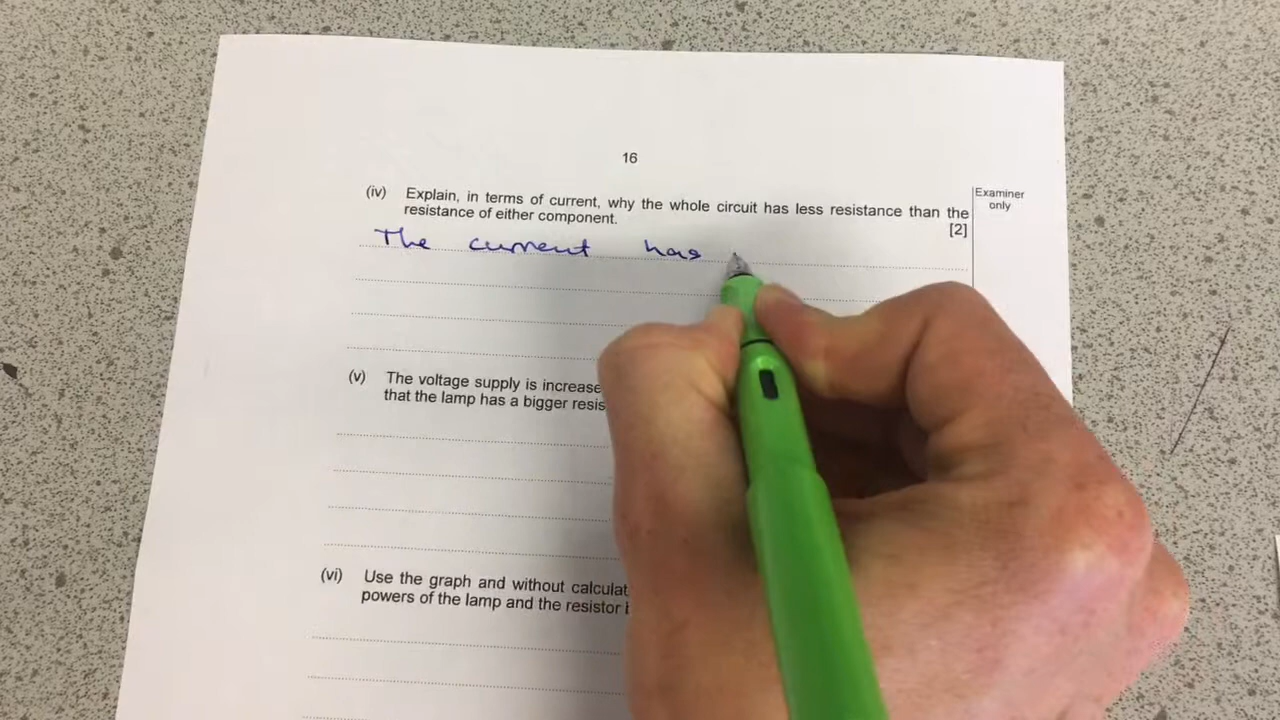 16
(iv) Explain, in terms of current, why the whole circuit has less resistance than the
resistance of either component.
[2]
Examiner
only
The current has
(v) The voltage supply is increase
that the lamp has a bigger resis
(vi) Use the graph and without calculat
powers of the lamp and the resistor